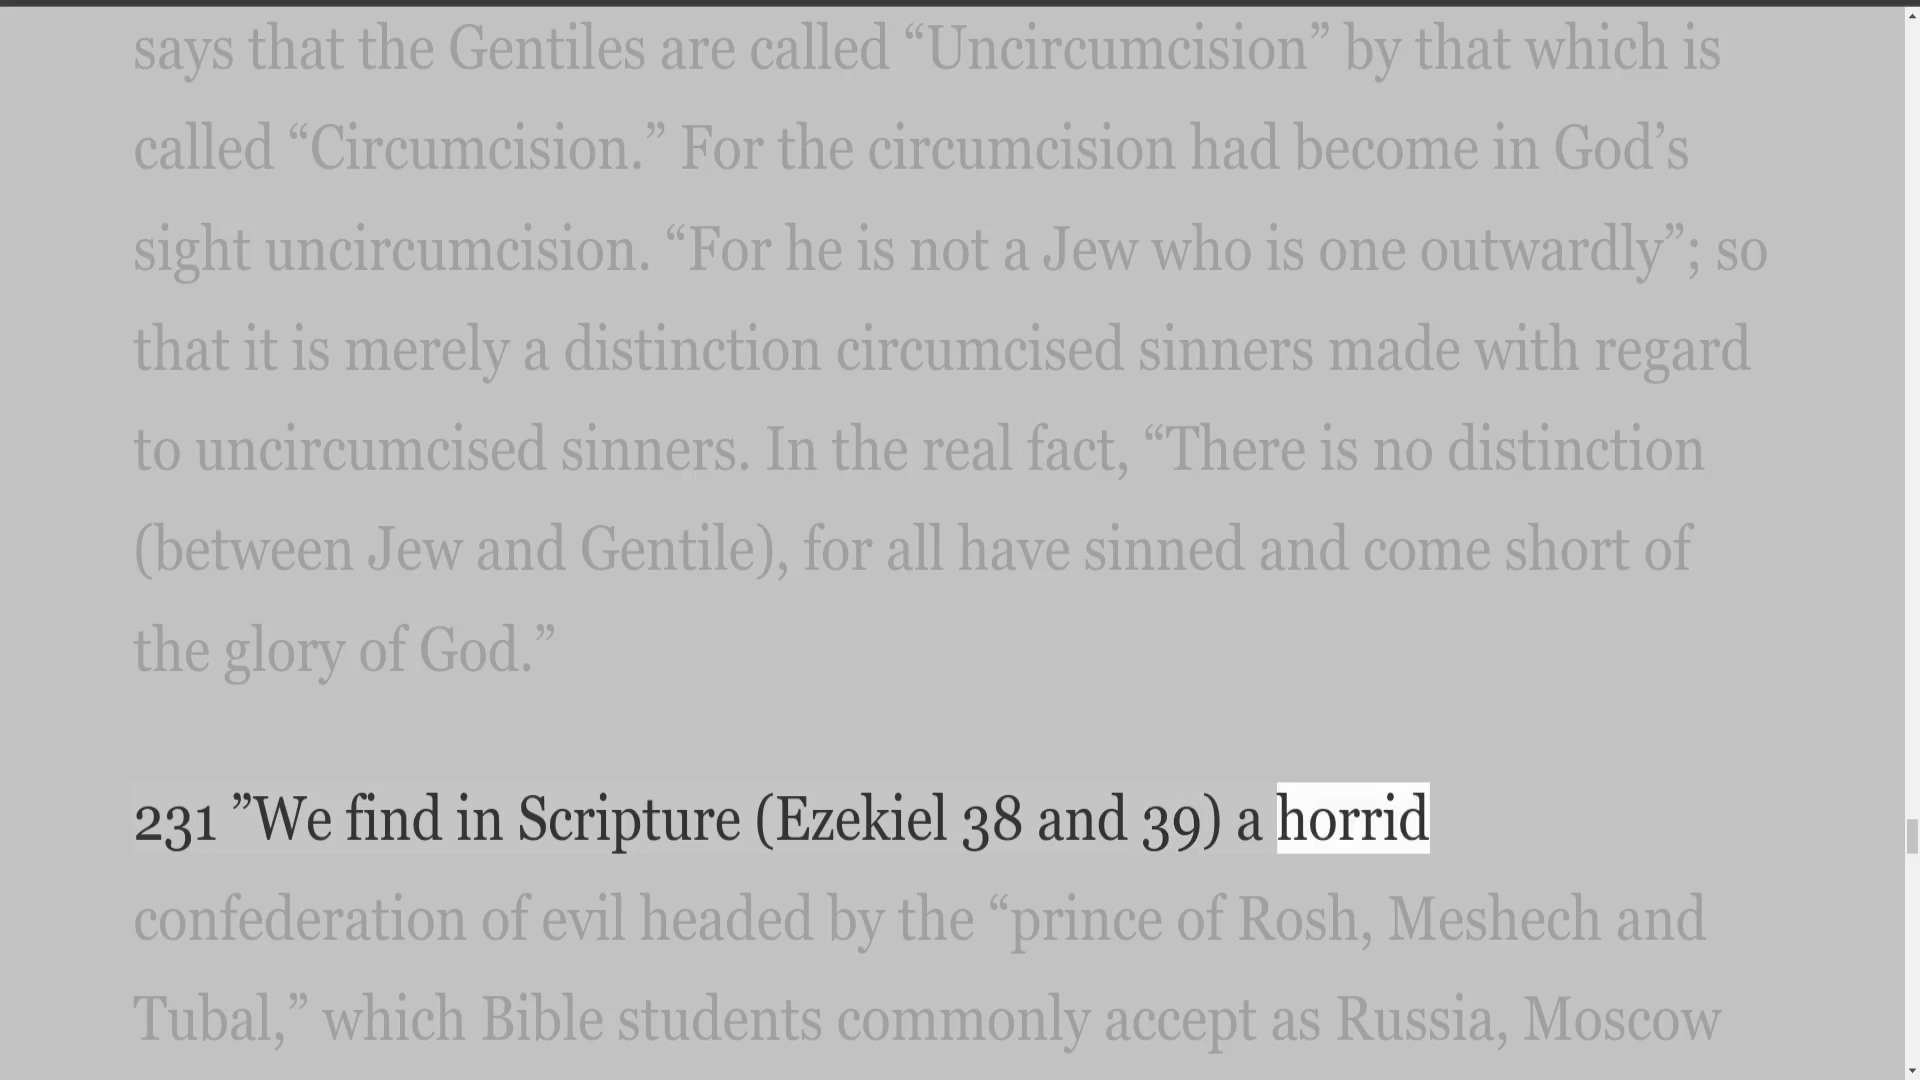 says that the Gentiles are called “Uncircumcision” by that which is
called “Circumcision.” For the circumcision had become in God’s
sight uncircumcision. “For he is not a Jew who is one outwardly”; so
that it is merely a distinction circumcised sinners made with regard
to uncircumcised sinners. In the real fact, “There is no distinction
(between Jew and Gentile), for all have sinned and come short of
the glory of God.”
231 ”We find in Scripture (Ezekiel 38 and 39) a horrid
confederation of evil headed by the “prince of Rosh, Meshech and
Tubal,” which Bible students commonly accept as Russia, Moscow